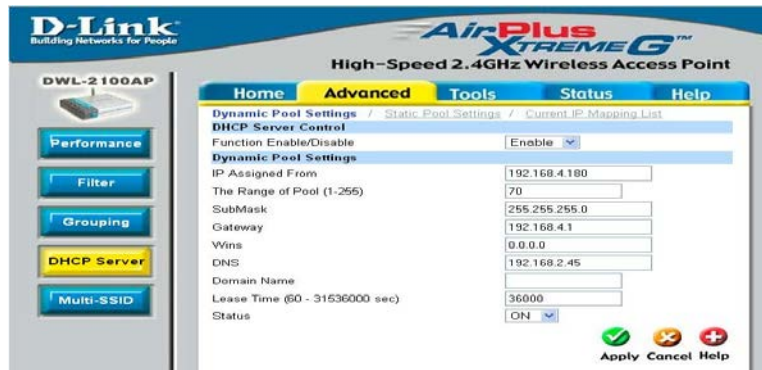 D-Link
Building Networks for People
AirPlus
XTREME G™
High-Speed 2.4GHz Wireless Access Point
DWL-2100AP
Home Advanced Tools Status Help
Dynamic Pool Settings / Static Pool Settings / Current IP Mapping List
DHCP Server Control
Function Enable/Disable Enable
Dynamic Pool Settings
IP Assigned From 192.168.4.180
The Range of Pool (1-255) 70
SubMask 255.255.255.0
Gateway 192.168.4.1
Wins 0.0.0.0
DNS 192.168.2.45
Domain Name
Lease Time (60 - 31536000 sec) 36000
Status ON
Performance
Filter
Grouping
DHCP Server
Multi-SSID
Apply Cancel Help